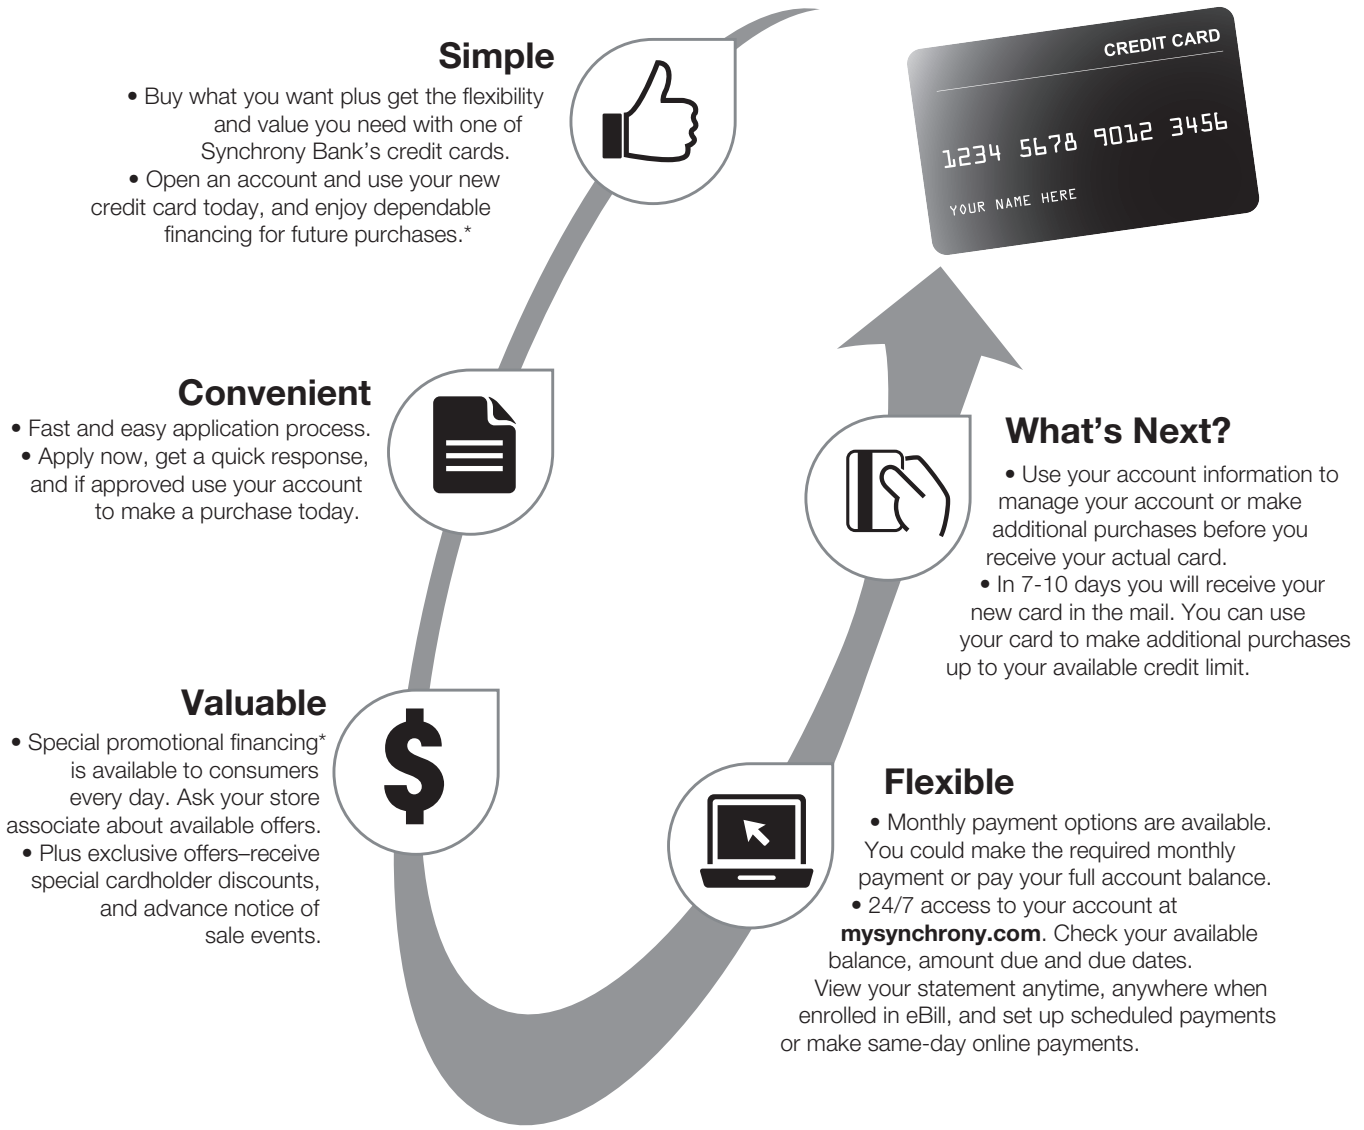 Simple
• Buy what you want plus get the flexibility
and value you need with one of
Synchrony Bank's credit cards.
• Open an account and use your new
credit card today, and enjoy dependable
financing for future purchases.*
CREDIT CARD
1234 5678 9012 3456
YOUR NAME HERE
Convenient
• Fast and easy application process.
• Apply now, get a quick response,
and if approved use your account
to make a purchase today.
Valuable
• Special promotional financing*
is available to consumers
every day. Ask your store
associate about available offers.
• Plus exclusive offers–receive
special cardholder discounts,
and advance notice of
sale events.
Flexible
• Monthly payment options are available.
You could make the required monthly
payment or pay your full account balance.
• 24/7 access to your account at
mysynchrony.com. Check your available
balance, amount due and due dates.
View your statement anytime, anywhere when
enrolled in eBill, and set up scheduled payments
or make same-day online payments.
What's Next?
• Use your account information to
manage your account or make
additional purchases before you
receive your actual card.
• In 7-10 days you will receive your
new card in the mail. You can use
your card to make additional purchases
up to your available credit limit.
$